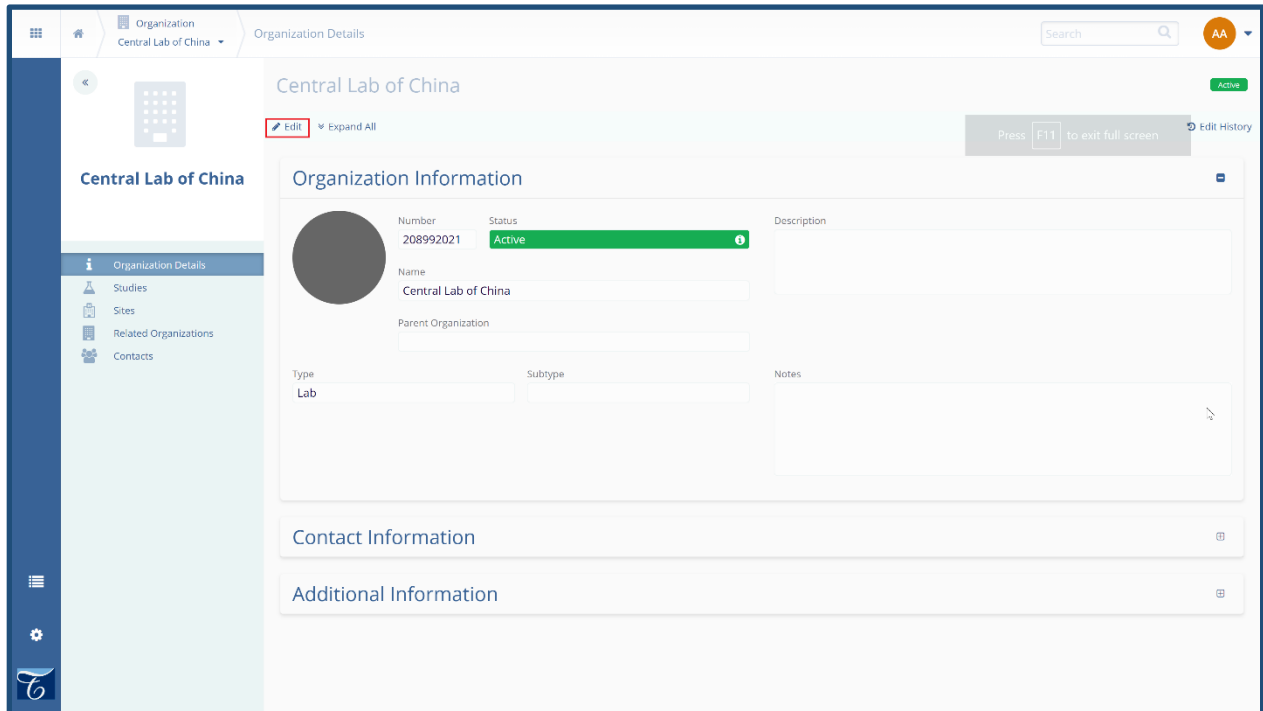 Organization
Central Lab of China
Organization Details
Search
AA
Central Lab of China
Active
Edit
Expand All
Press F11 to exit full screen
Edit History
Central Lab of China
Organization Details
Studies
Sites
Related Organizations
Contacts
Organization Information
Number
Status
Description
208992021
Active
Name
Central Lab of China
Parent Organization
Type
Subtype
Notes
Lab
Contact Information
Additional Information